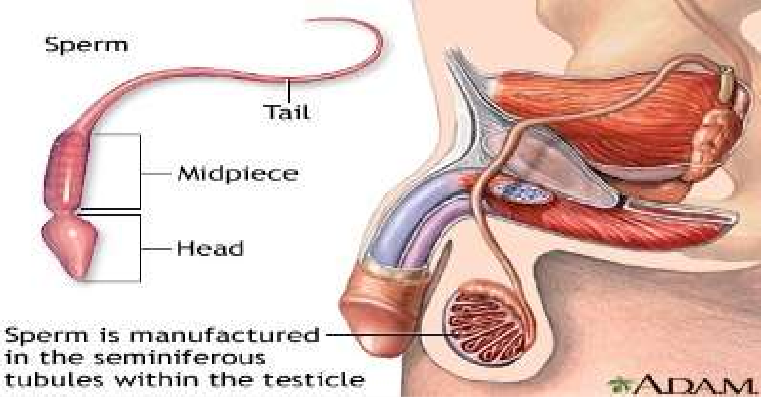 Sperm
Tail
Midpiece
Head
Sperm is manufactured
in the seminiferous
tubules within the testicle
ADAM.